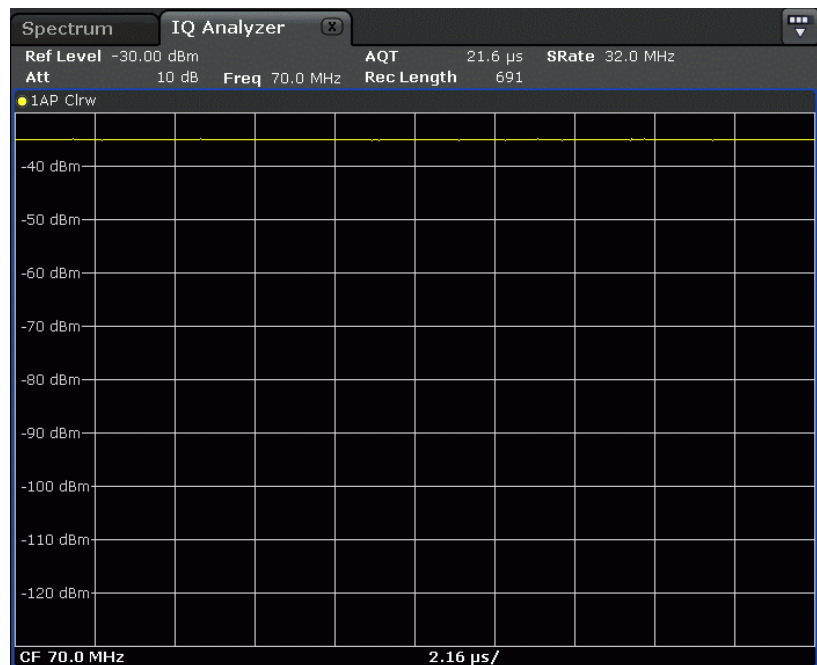 Spectrum IQ Analyzer X
Ref Level -30.00 dBm AQT 21.6 µs SRate 32.0 MHz
Att 10 dB Freq 70.0 MHz Rec Length 691
1AP Clrw
-40 dBm
-50 dBm
-60 dBm
-70 dBm
-80 dBm
-90 dBm
-100 dBm
-110 dBm
-120 dBm
CF 70.0 MHz 2.16 µs/